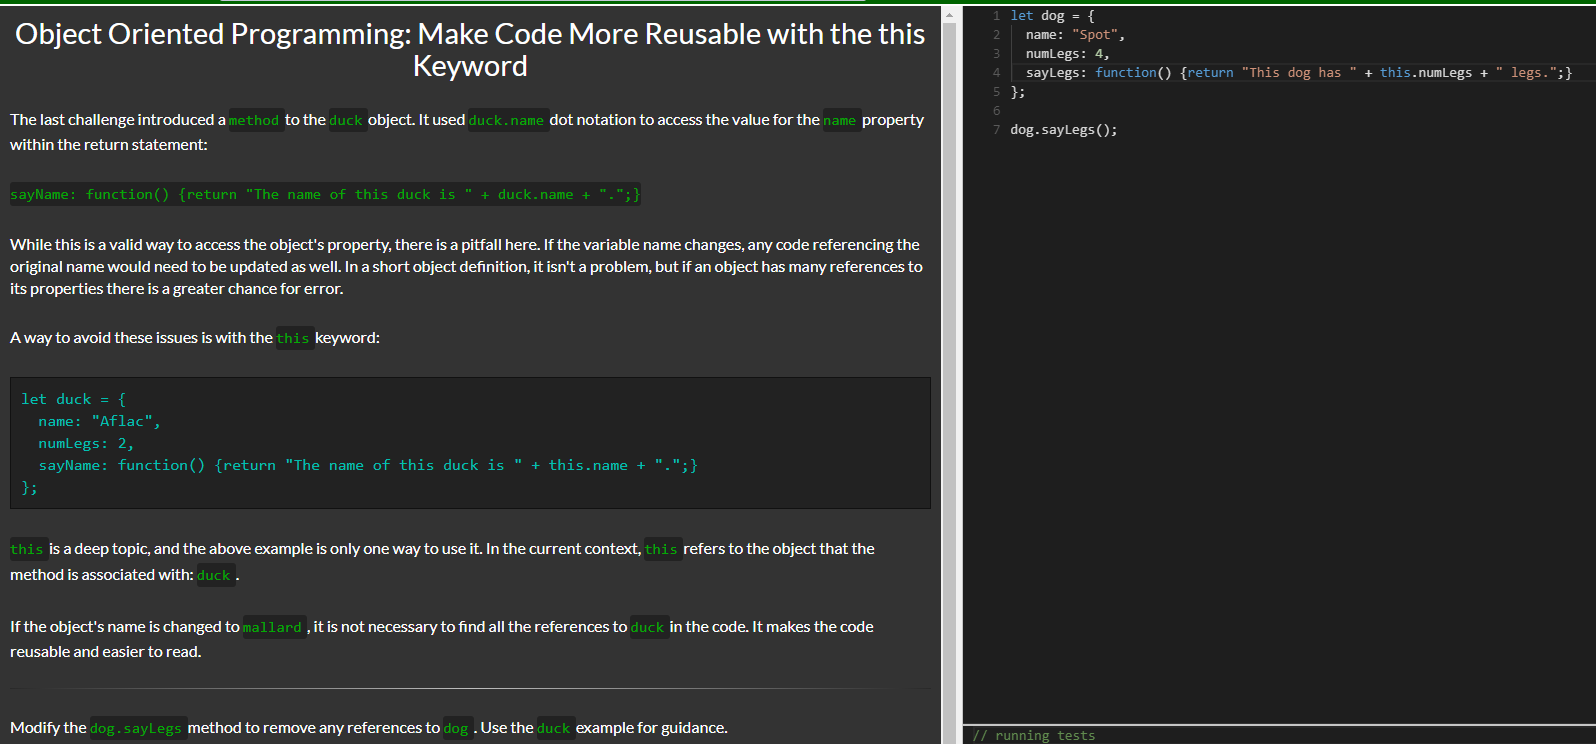 Object Oriented Programming: Make Code More Reusable with the this
Keyword
The last challenge introduced a method to the duck object. It used duck.name dot notation to access the value for the name property
within the return statement:
sayName: function() {return "The name of this duck is " + duck.name + ".";}
While this is a valid way to access the object's property, there is a pitfall here. If the variable name changes, any code referencing the
original name would need to be updated as well. In a short object definition, it isn't a problem, but if an object has many references to
its properties there is a greater chance for error.
A way to avoid these issues is with the this keyword:
let duck = {
  name: "Aflac",
  numLegs: 2,
  sayName: function() {return "The name of this duck is " + this.name + ".";}
};
this is a deep topic, and the above example is only one way to use it. In the current context, this refers to the object that the
method is associated with: duck .
If the object's name is changed to mallard , it is not necessary to find all the references to duck in the code. It makes the code
reusable and easier to read.
Modify the dog.sayLegs method to remove any references to dog . Use the duck example for guidance.
1 let dog = {
2   name: "Spot",
3   numLegs: 4,
4   sayLegs: function() {return "This dog has " + this.numLegs + " legs.";}
5 };
6
7 dog.sayLegs();
// running tests